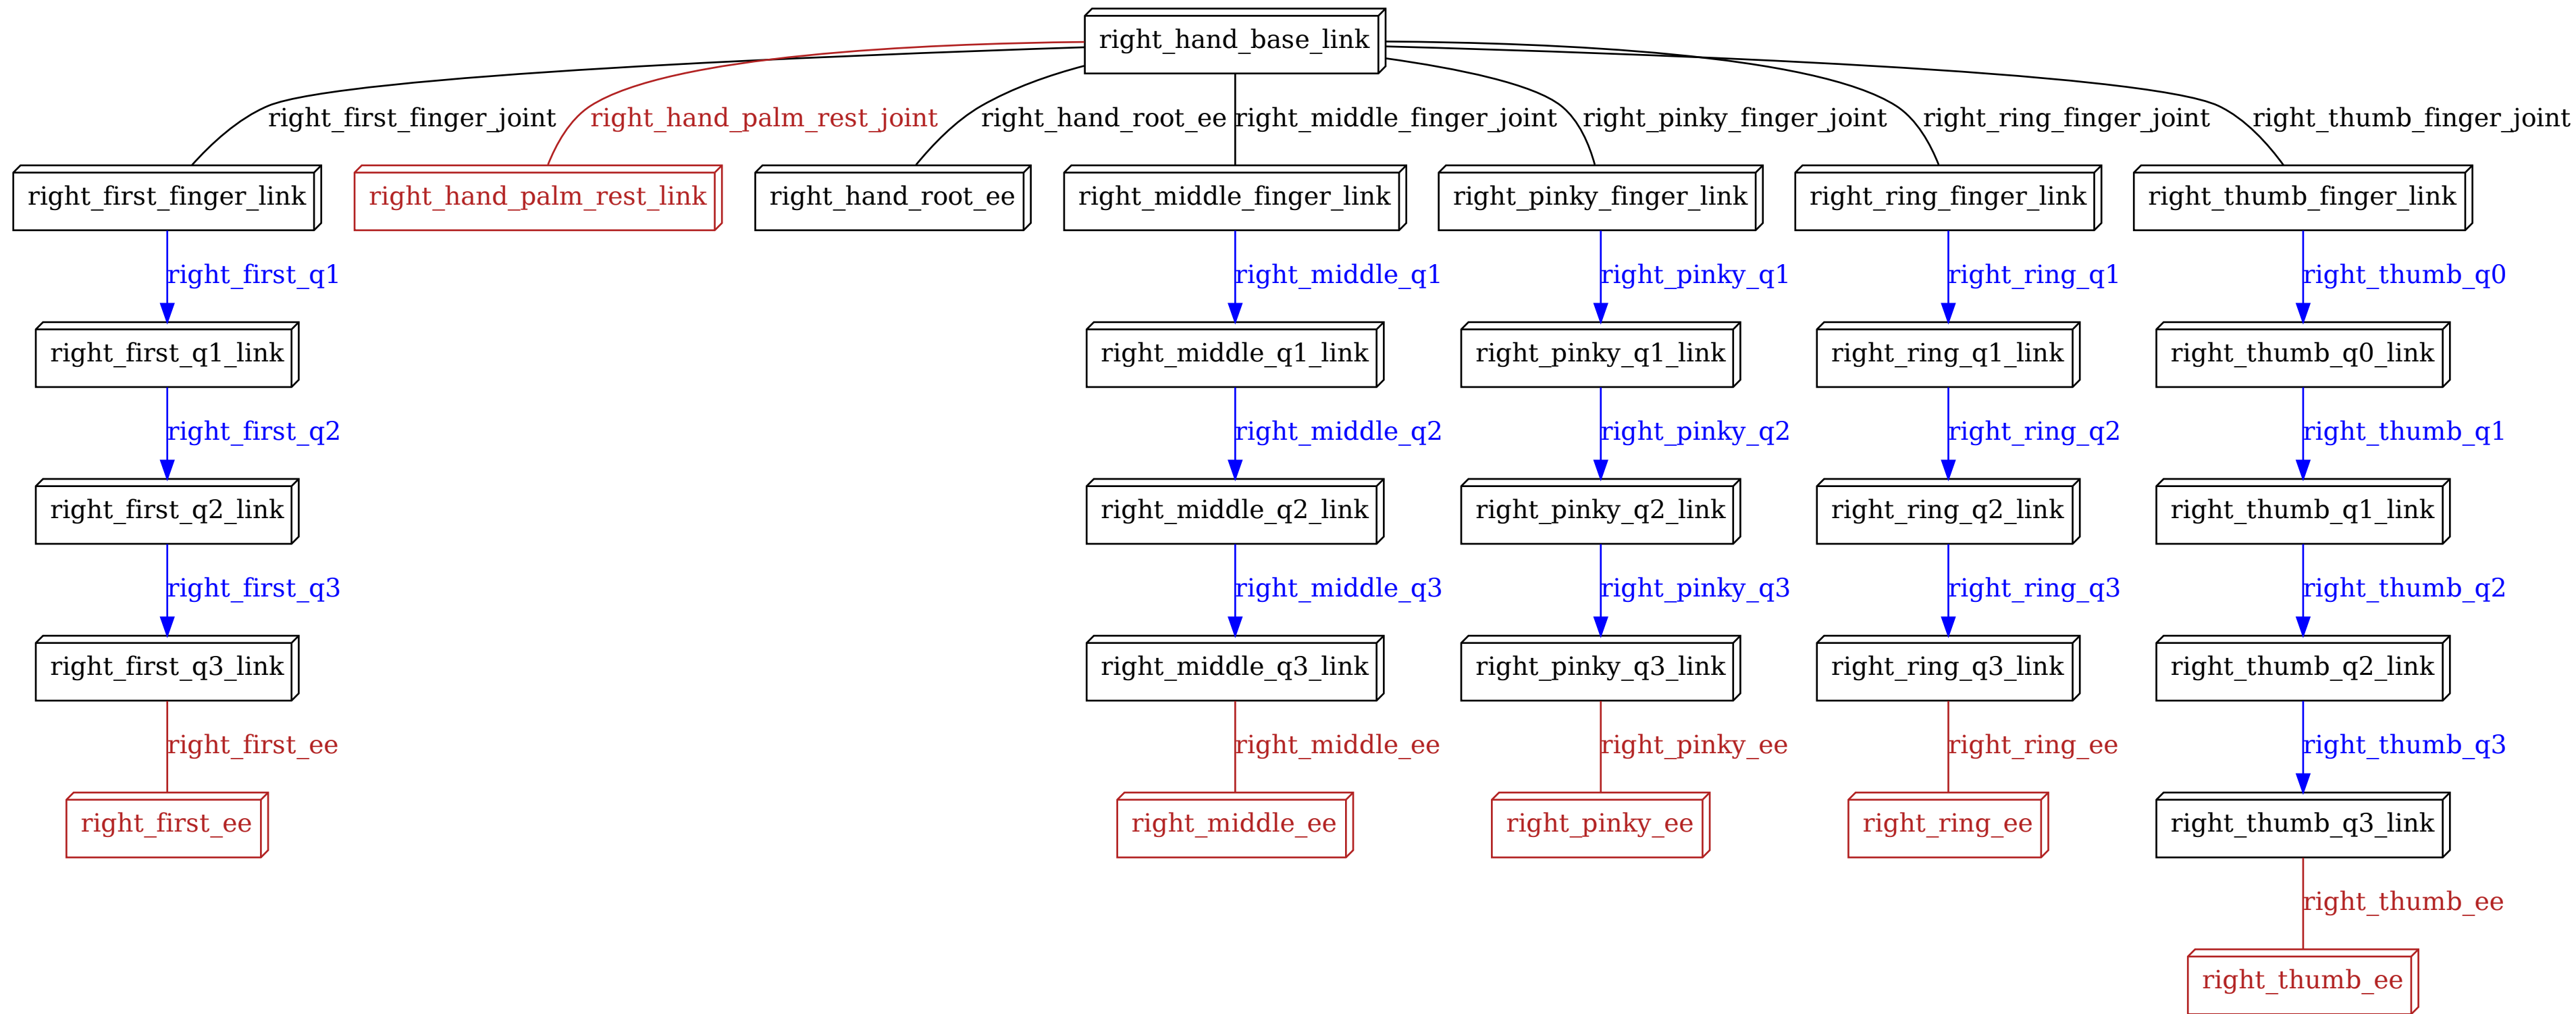 right_hand_base_link
right_first_finger_joint right_hand_palm_rest_joint right_hand_root_ee right_middle_finger_joint right_pinky_finger_joint right_ring_finger_joint right_thumb_finger_joint
right_first_finger_link right_hand_palm_rest_link right_hand_root_ee right_middle_finger_link right_pinky_finger_link right_ring_finger_link right_thumb_finger_link
right_first_q1 right_middle_q1 right_pinky_q1 right_ring_q1 right_thumb_q0
right_first_q1_link right_middle_q1_link right_pinky_q1_link right_ring_q1_link right_thumb_q0_link
right_first_q2 right_middle_q2 right_pinky_q2 right_ring_q2 right_thumb_q1
right_first_q2_link right_middle_q2_link right_pinky_q2_link right_ring_q2_link right_thumb_q1_link
right_first_q3 right_middle_q3 right_pinky_q3 right_ring_q3 right_thumb_q2
right_first_q3_link right_middle_q3_link right_pinky_q3_link right_ring_q3_link right_thumb_q2_link
right_first_ee right_middle_ee right_pinky_ee right_ring_ee right_thumb_q3
right_first_ee right_middle_ee right_pinky_ee right_ring_ee right_thumb_q3_link
right_thumb_ee
right_thumb_ee